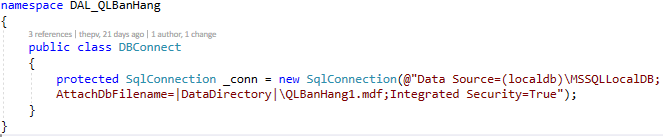 namespace DAL_QLBanHang
{
3 references | thepv, 21 days ago | 1 author, 1 change
public class DBConnect
{
protected SqlConnection _conn = new SqlConnection(@"Data Source=(localdb)\MSSQLLocalDB;
AttachDbFilename=|DataDirectory|\QLBanHang1.mdf;Integrated Security=True");
}
}